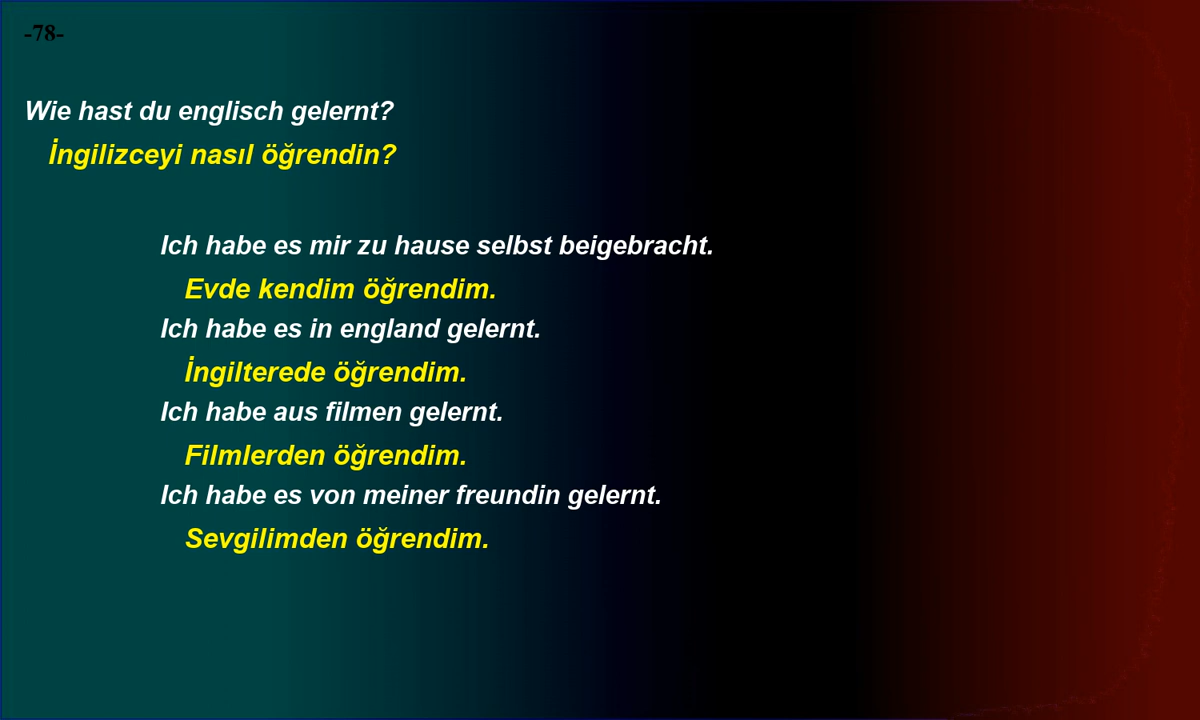 -78-
Wie hast du englisch gelernt?
İngilizceyi nasıl öğrendin?
Ich habe es mir zu hause selbst beigebracht.
Evde kendim öğrendim.
Ich habe es in england gelernt.
İngilterede öğrendim.
Ich habe aus filmen gelernt.
Filmlerden öğrendim.
Ich habe es von meiner freundin gelernt.
Sevgilimden öğrendim.